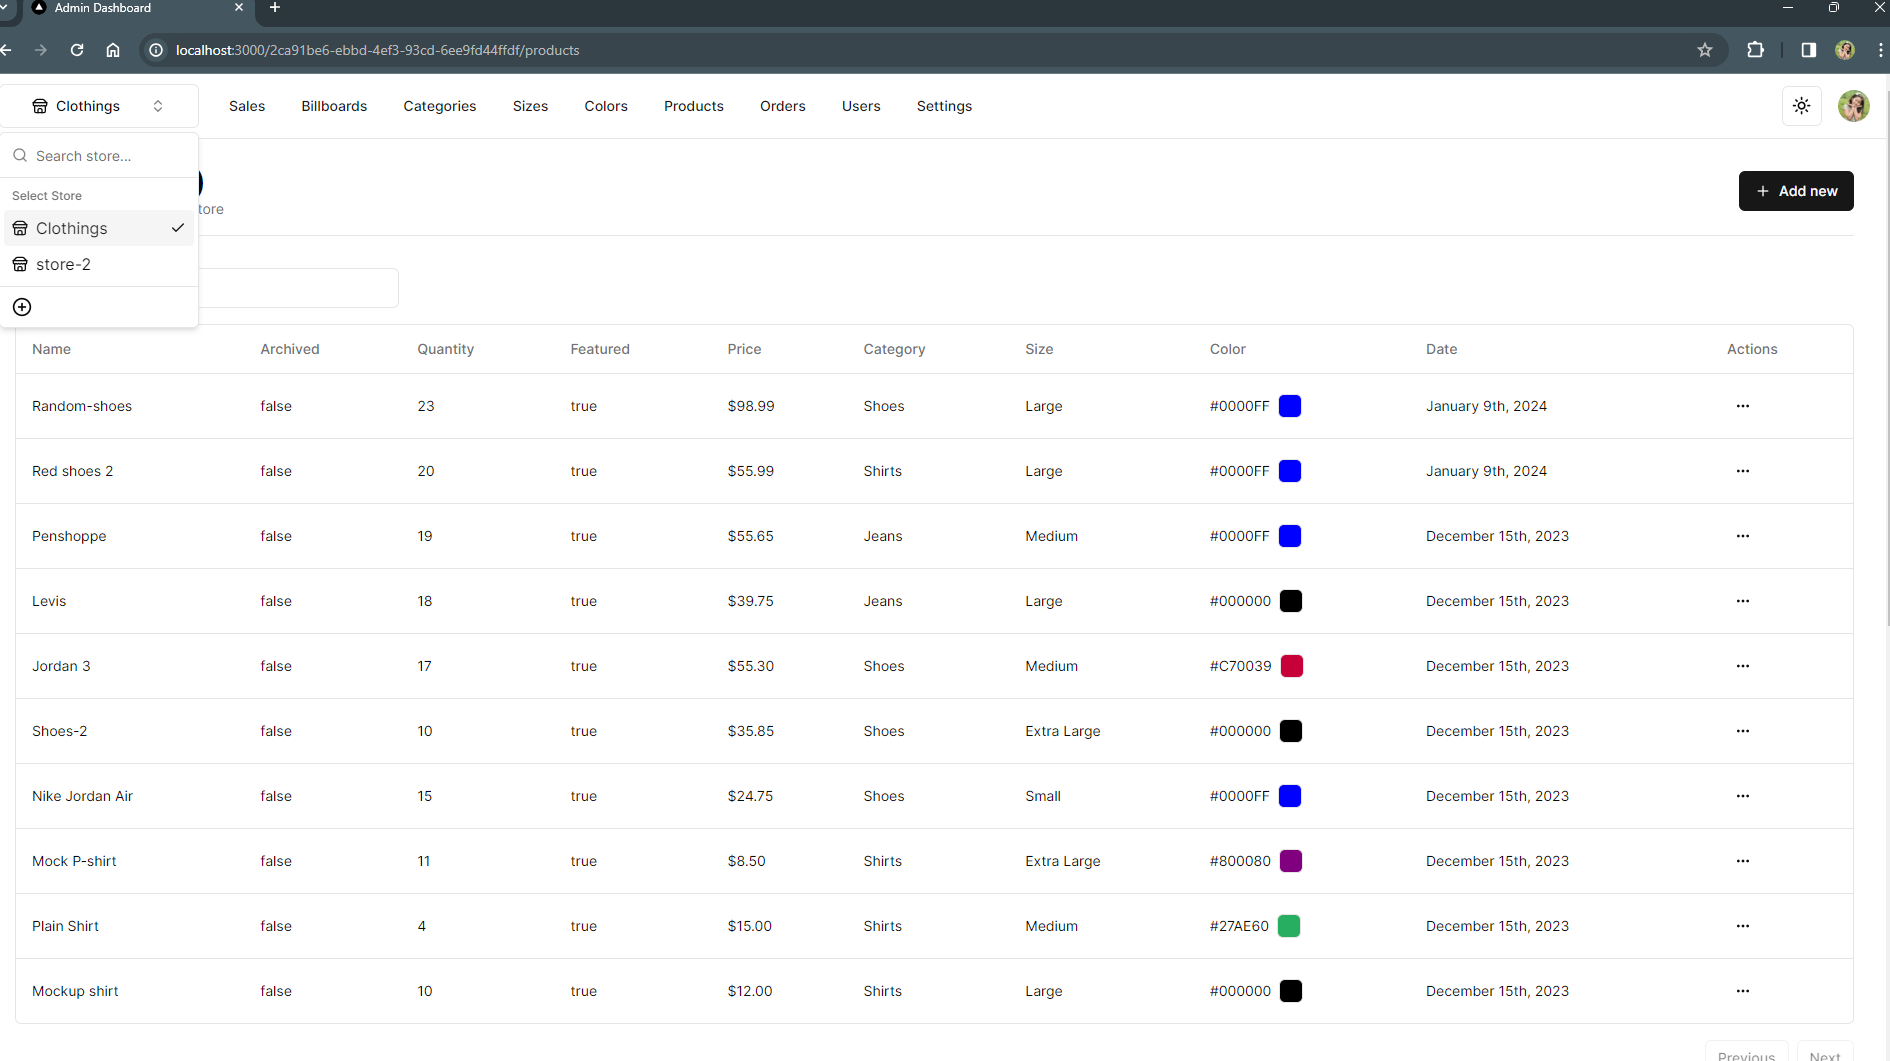 Admin Dashboard
localhost:3000/2ca91be6-ebbd-4ef3-93cd-6ee9fd44ffdf/products
Clothings Sales Billboards Categories Sizes Colors Products Orders Users Settings
Search store...
Select Store
Clothings
store-2
tore
Add new
Name Archived Quantity Featured Price Category Size Color Date Actions
Random-shoes false 23 true $98.99 Shoes Large #0000FF January 9th, 2024
Red shoes 2 false 20 true $55.99 Shirts Large #0000FF January 9th, 2024
Penshoppe false 19 true $55.65 Jeans Medium #0000FF December 15th, 2023
Levis false 18 true $39.75 Jeans Large #000000 December 15th, 2023
Jordan 3 false 17 true $55.30 Shoes Medium #C70039 December 15th, 2023
Shoes-2 false 10 true $35.85 Shoes Extra Large #000000 December 15th, 2023
Nike Jordan Air false 15 true $24.75 Shoes Small #0000FF December 15th, 2023
Mock P-shirt false 11 true $8.50 Shirts Extra Large #800080 December 15th, 2023
Plain Shirt false 4 true $15.00 Shirts Medium #27AE60 December 15th, 2023
Mockup shirt false 10 true $12.00 Shirts Large #000000 December 15th, 2023
Previous Next